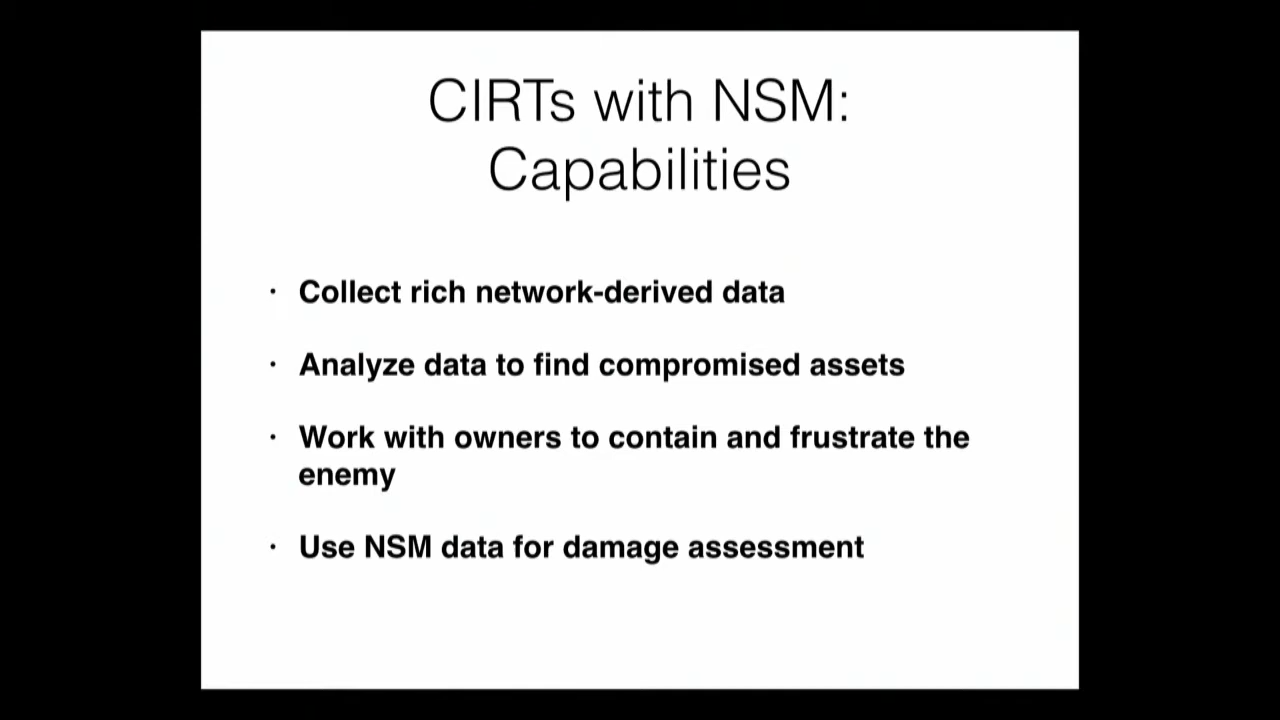 CIRTs with NSM:
Capabilities
· Collect rich network-derived data
· Analyze data to find compromised assets
· Work with owners to contain and frustrate the
enemy
· Use NSM data for damage assessment